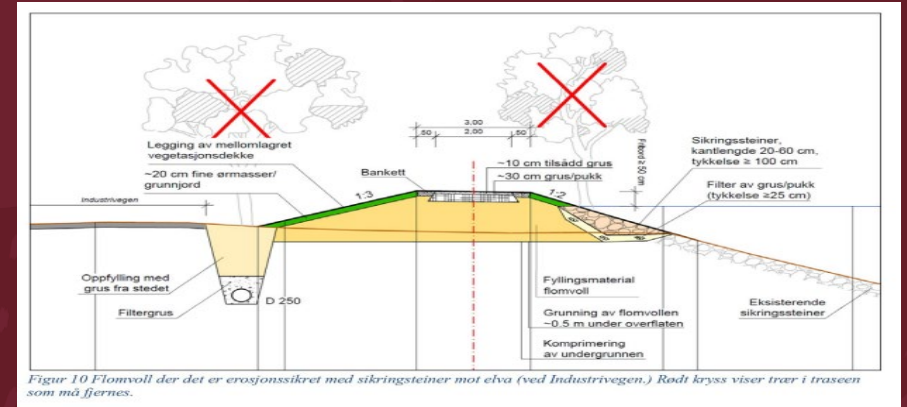 3,00
50
2,00
50
Legging av mellomlagret
vegetasjonsdekke
~20 cm fine ørmasser/
grunnjord
Bankett
~10 cm tilsådd grus
~30 cm grus/pukk
Fribord ≥ 50 cm
Sikringssteiner,
kantlengde 20-60 cm,
tykkelse ≥ 100 cm
Filter av grus/pukk
(tykkelse ≥25 cm)
Industrivegen
1:3
1:2
Oppfylling med
grus fra stedet
Filtergrus
D 250
Fyllingsmaterial
flomvoll
Grunning av flomvollen
~0.5 m under overflaten
Komprimering
av undergrunnen
Eksisterende
sikringssteiner
Figur 10 Flomvoll der det er erosjonssikret med sikringsteiner mot elva (ved Industrivegen.) Rødt kryss viser trær i traseen
som må fjernes.